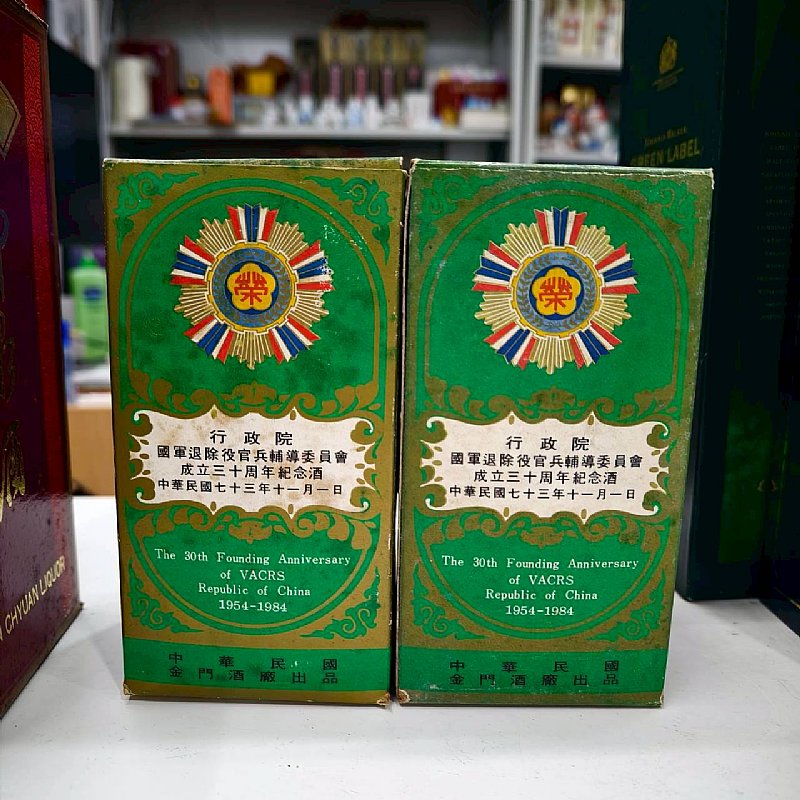 榮
行政院
國軍退除役官兵輔導委員會
成立三十周年紀念酒
中華民國七十三年十一月一日
The 30th Founding Anniversary
of VACRS
Republic of China
1954-1984
中華民國
金門酒廠出品
榮
行政院
國軍退除役官兵輔導委員會
成立三十周年紀念酒
中華民國七十三年十一月一日
The 30th Founding Anniversary
of VACRS
Republic of China
1954-1984
中華民國
金門酒廠出品
CHYUAN LIQUOR
JOHNNIE WALKER
GREEN LABEL